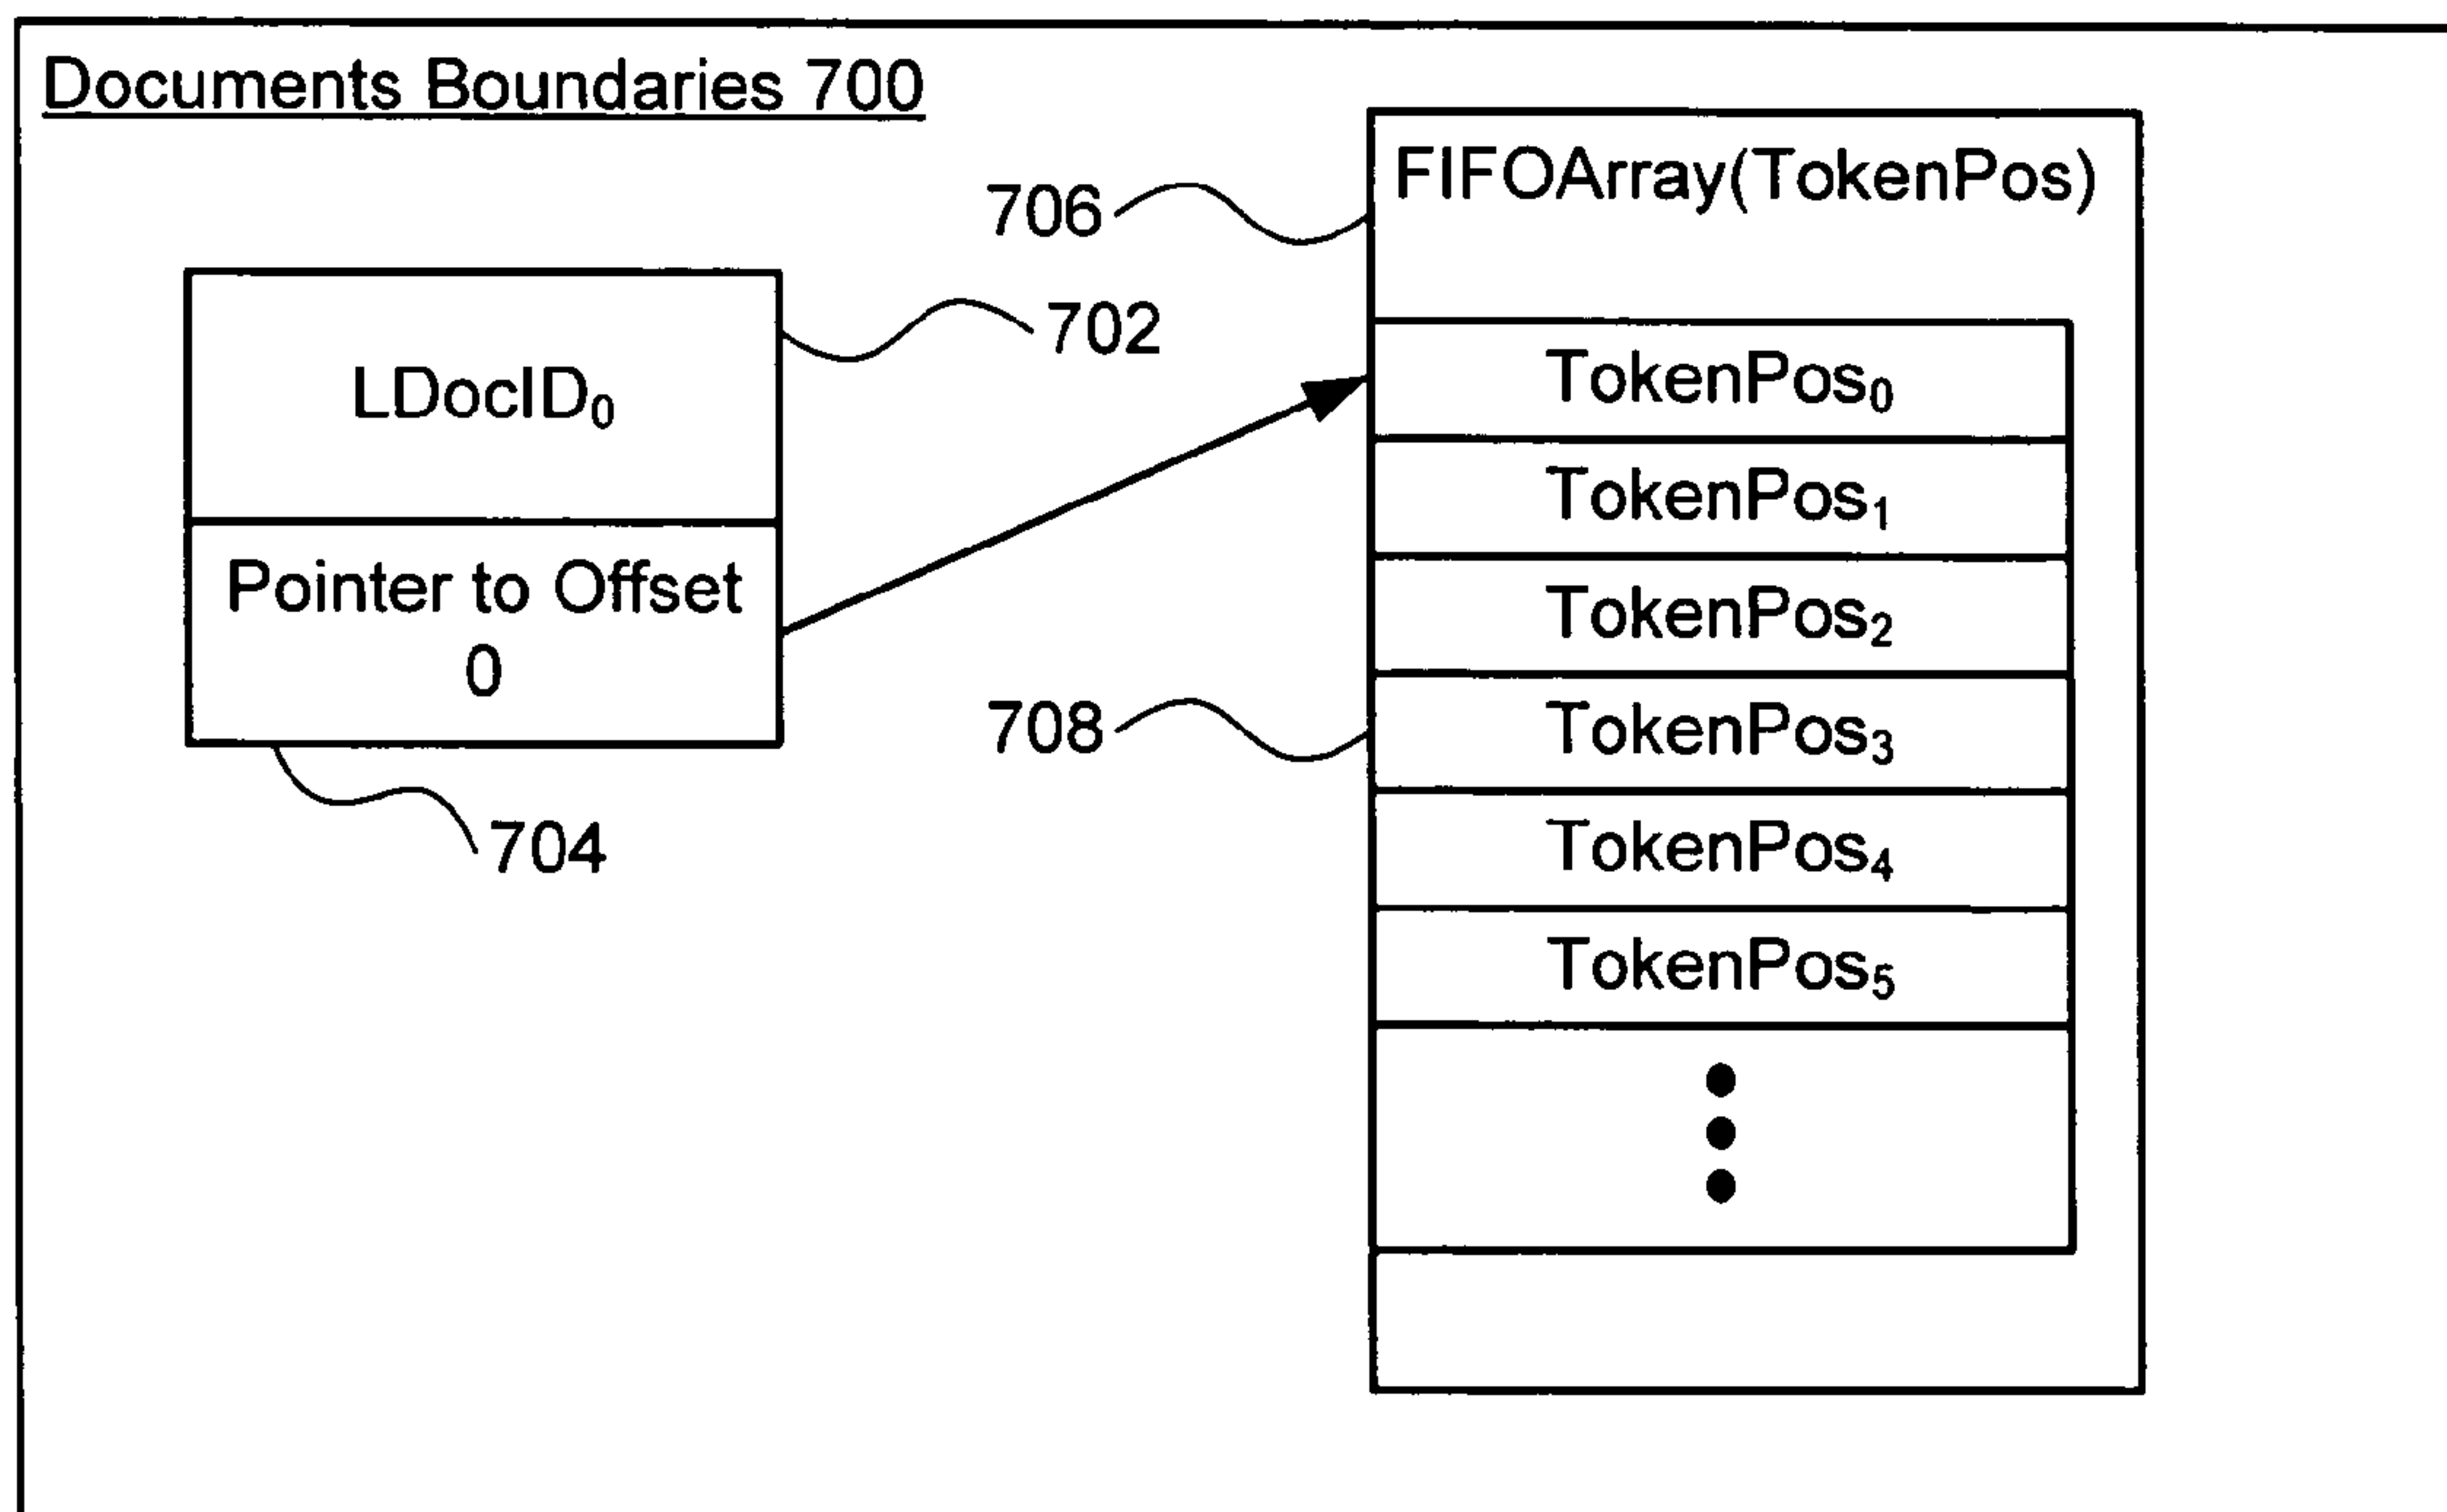 Documents Boundaries 700
FIFOArray(TokenPos)
706
702
LDocID₀
TokenPos₀
TokenPos₁
Pointer to Offset
0
TokenPos₂
708
TokenPos₃
704
TokenPos₄
TokenPos₅